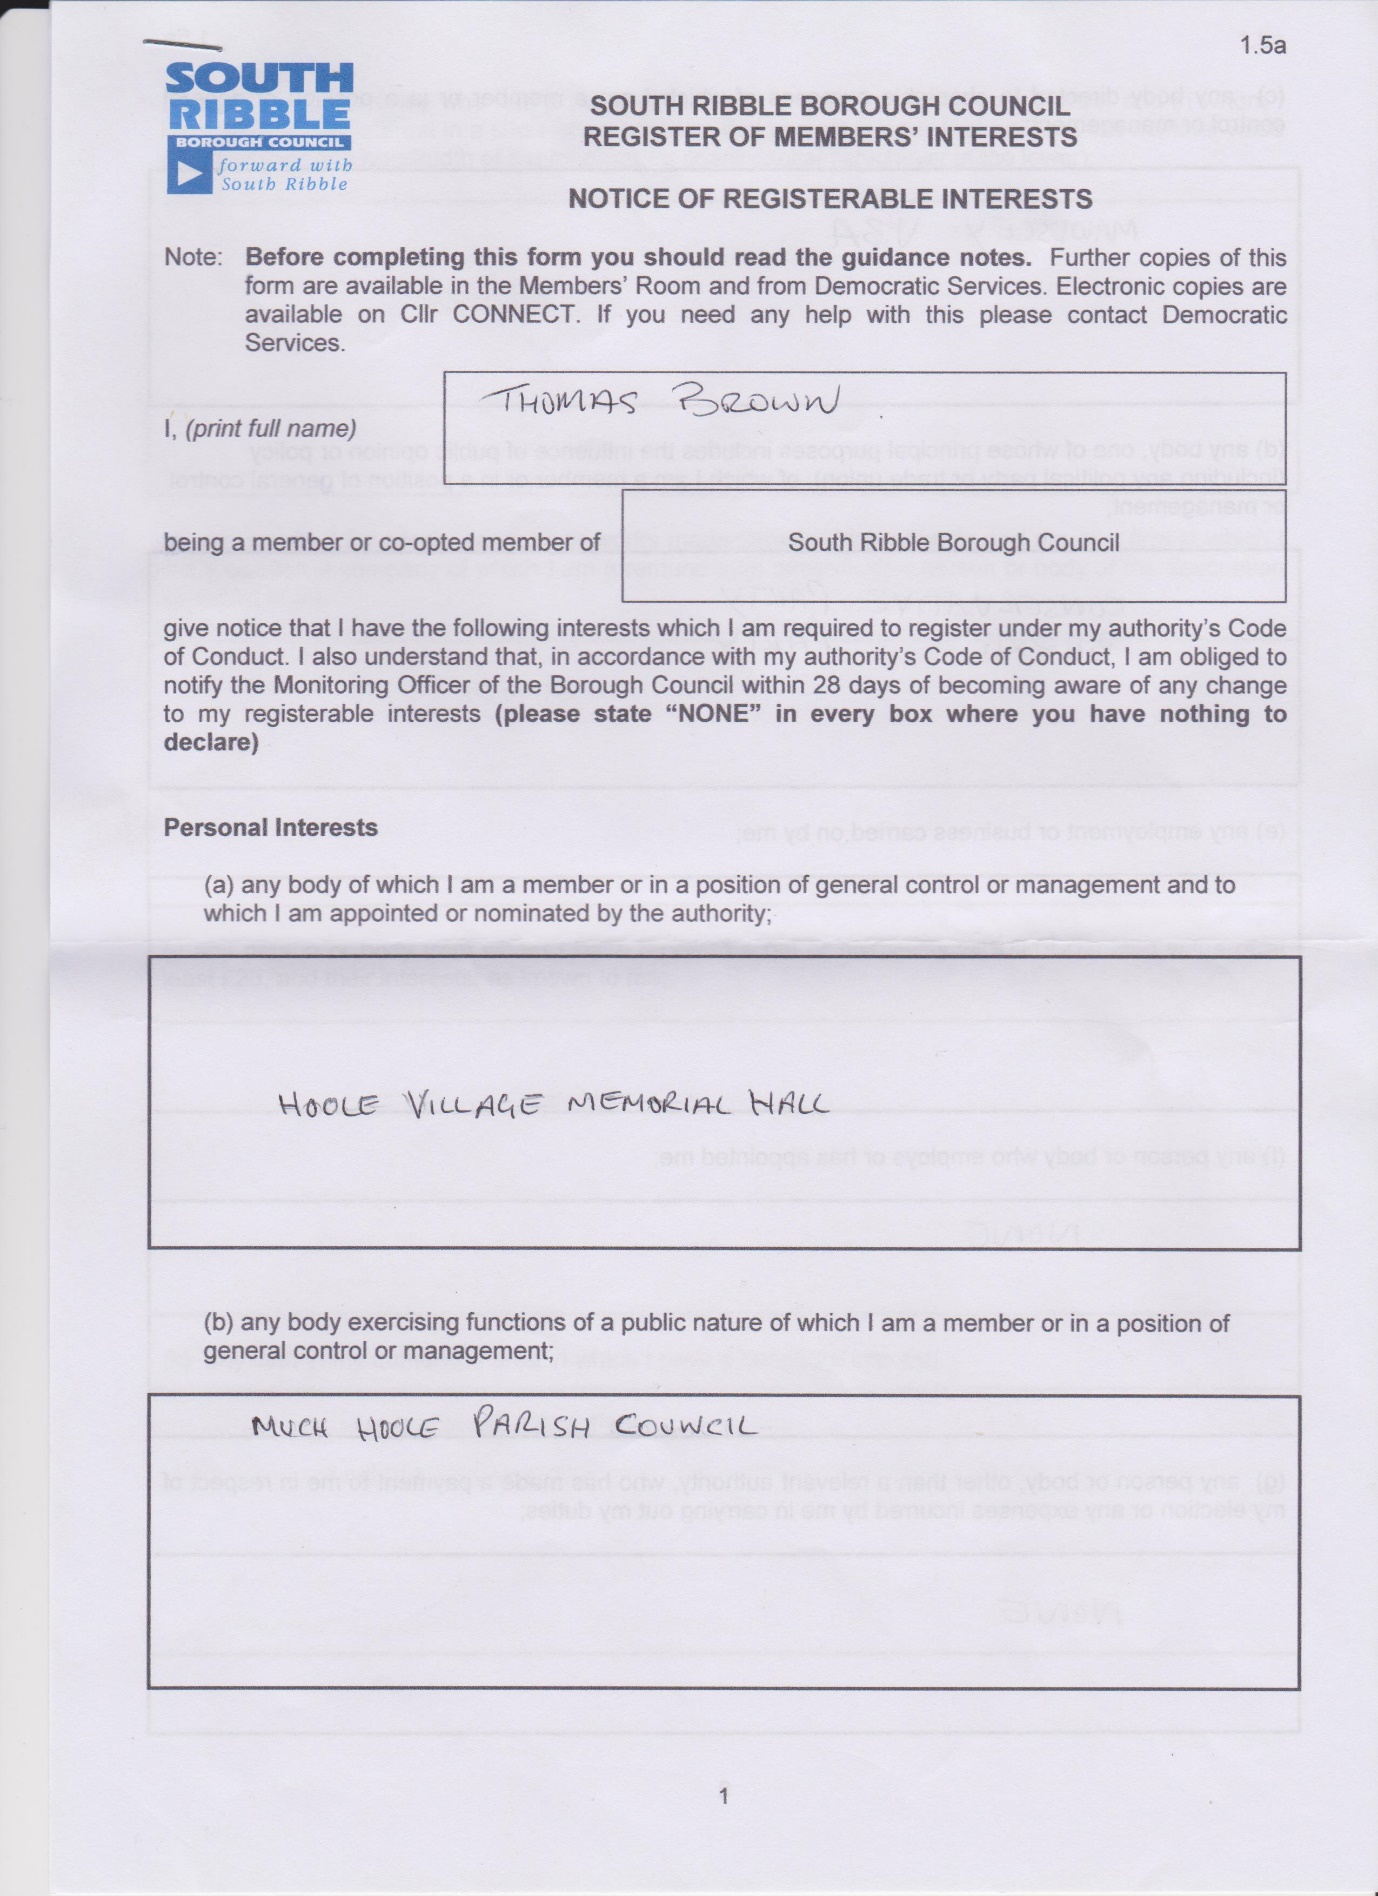 1.5a
SOUTH
RIBBLE
BOROUGH COUNCIL
forward with
South Ribble
SOUTH RIBBLE BOROUGH COUNCIL
REGISTER OF MEMBERS' INTERESTS
NOTICE OF REGISTERABLE INTERESTS
Note: Before completing this form you should read the guidance notes. Further copies of this
form are available in the Members' Room and from Democratic Services. Electronic copies are
available on Cllr CONNECT. If you need any help with this please contact Democratic
Services.
THOMAS BROWN
I, (print full name)
being a member or co-opted member of South Ribble Borough Council
give notice that I have the following interests which I am required to register under my authority's Code
of Conduct. I also understand that, in accordance with my authority's Code of Conduct, I am obliged to
notify the Monitoring Officer of the Borough Council within 28 days of becoming aware of any change
to my registerable interests (please state “NONE” in every box where you have nothing to
declare)
Personal Interests
(a) any body of which I am a member or in a position of general control or management and to
which I am appointed or nominated by the authority;
HOOLE VILLAGE MEMORIAL HALL
(b) any body exercising functions of a public nature of which I am a member or in a position of
general control or management;
MUCH HOOLE PARISH COUNCIL
1